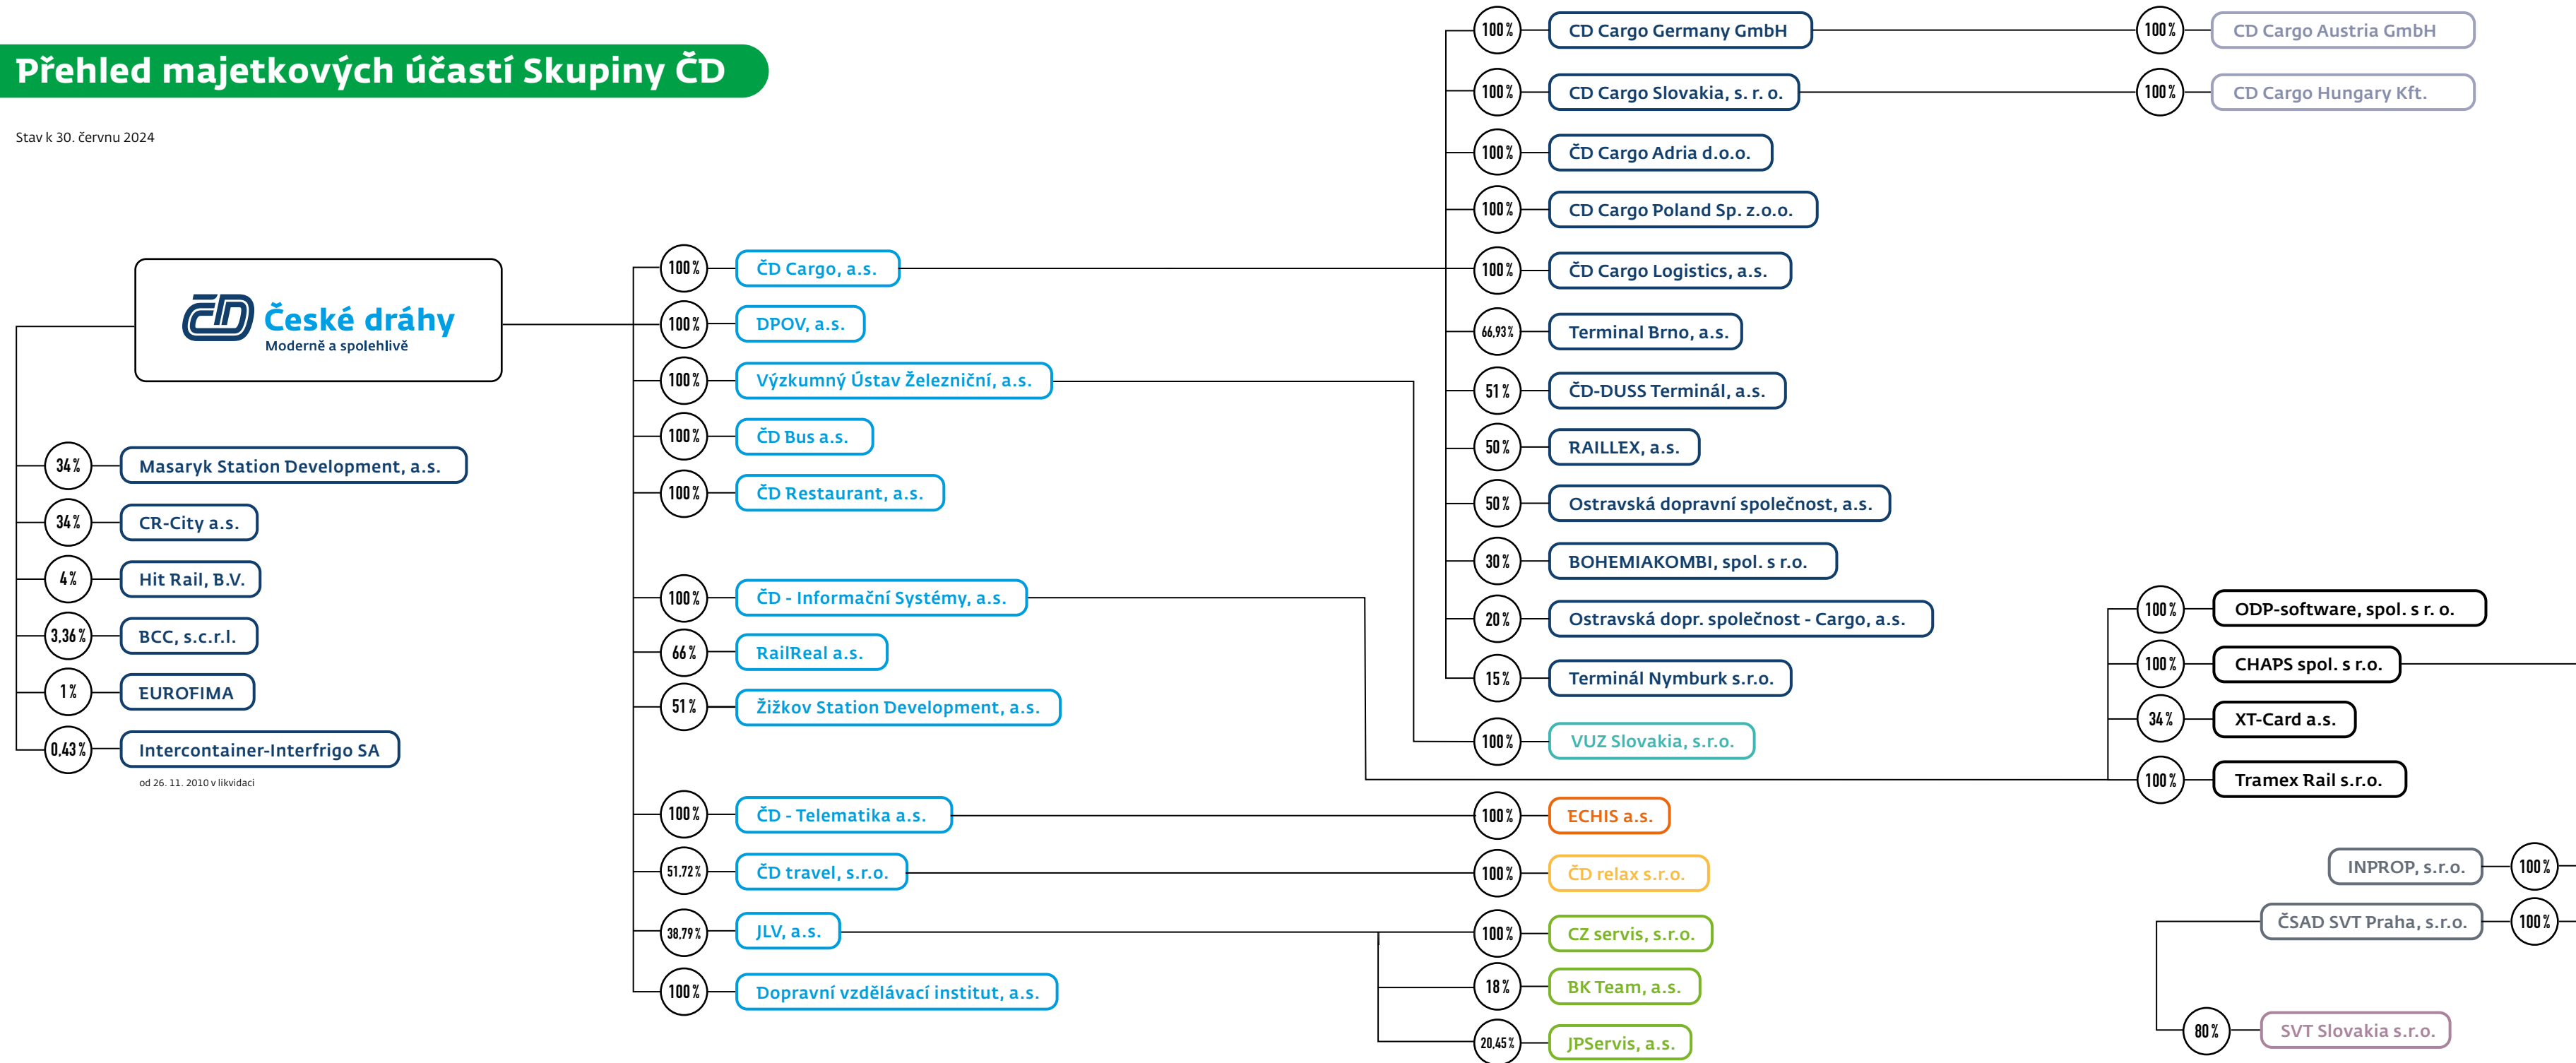 Přehled majetkových účastí Skupiny ČD
Stav k 30. červnu 2024
ČD České dráhy
Moderně a spolehlivě
34 % Masaryk Station Development, a.s.
34 % CR-City a.s.
4 % Hit Rail, B.V.
3,36 % BCC, s.c.r.l.
1 % EUROFIMA
0,43 % Intercontainer-Interfrigo SA
od 26. 11. 2010 v likvidaci
100 % ČD Cargo, a.s.
100 % DPOV, a.s.
100 % Výzkumný Ústav Železniční, a.s.
100 % ČD Bus a.s.
100 % ČD Restaurant, a.s.
100 % ČD - Informační Systémy, a.s.
66 % RailReal a.s.
51 % Žižkov Station Development, a.s.
100 % ČD - Telematika a.s.
51,72 % ČD travel, s.r.o.
38,79 % JLV, a.s.
100 % Dopravní vzdělávací institut, a.s.
100 % CD Cargo Germany GmbH
100 % CD Cargo Slovakia, s. r. o.
100 % ČD Cargo Adria d.o.o.
100 % CD Cargo Poland Sp. z.o.o.
100 % ČD Cargo Logistics, a.s.
66,93 % Terminal Brno, a.s.
51 % ČD-DUSS Terminál, a.s.
50 % RAILLEX, a.s.
50 % Ostravská dopravní společnost, a.s.
30 % BOHEMIAKOMBI, spol. s r.o.
20 % Ostravská dopr. společnost - Cargo, a.s.
15 % Terminál Nymburk s.r.o.
100 % VUZ Slovakia, s.r.o.
100 % ECHIS a.s.
100 % ČD relax s.r.o.
100 % CZ servis, s.r.o.
18 % BK Team, a.s.
20,45 % JPServis, a.s.
100 % CD Cargo Austria GmbH
100 % CD Cargo Hungary Kft.
100 % ODP-software, spol. s r. o.
100 % CHAPS spol. s r.o.
34 % XT-Card a.s.
100 % Tramex Rail s.r.o.
INPROP, s.r.o. 100 %
ČSAD SVT Praha, s.r.o. 100 %
80 % SVT Slovakia s.r.o.